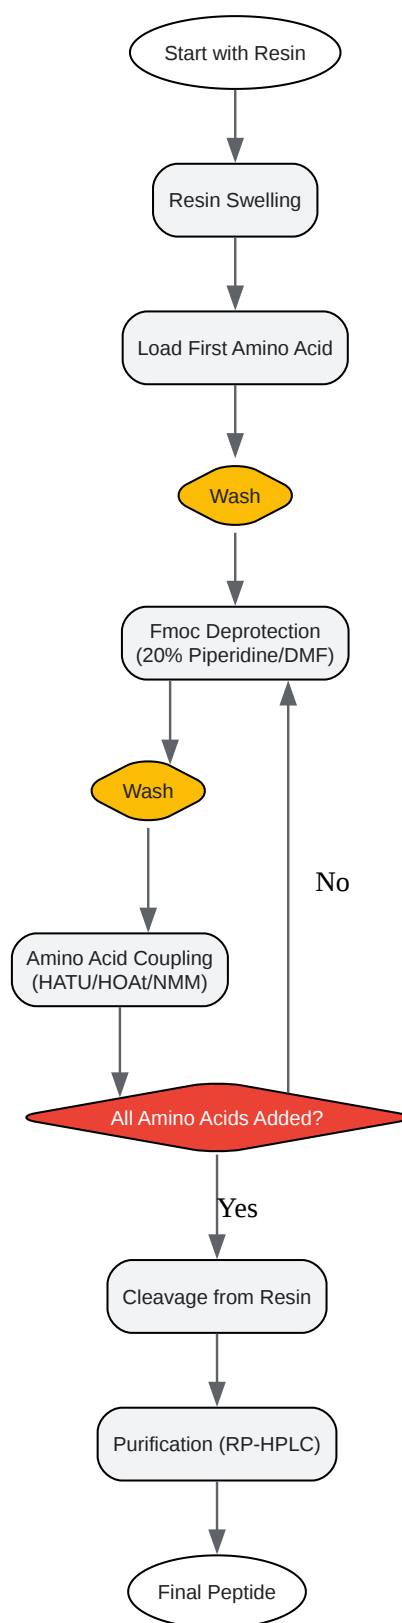 Start with Resin
Resin Swelling
Load First Amino Acid
Wash
Fmoc Deprotection
(20% Piperidine/DMF)
Wash
No
Amino Acid Coupling
(HATU/HOAt/NMM)
All Amino Acids Added?
Yes
Cleavage from Resin
Purification (RP-HPLC)
Final Peptide